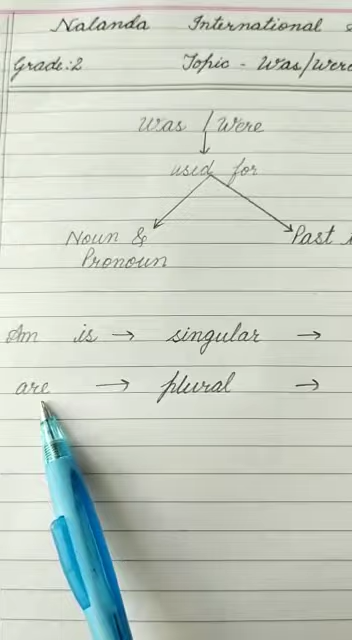 Nalanda International
Grade:2 Topic - Was/Were
Was / Were
used for
Noun & Past
Pronoun
Am is → singular →
are → plural →